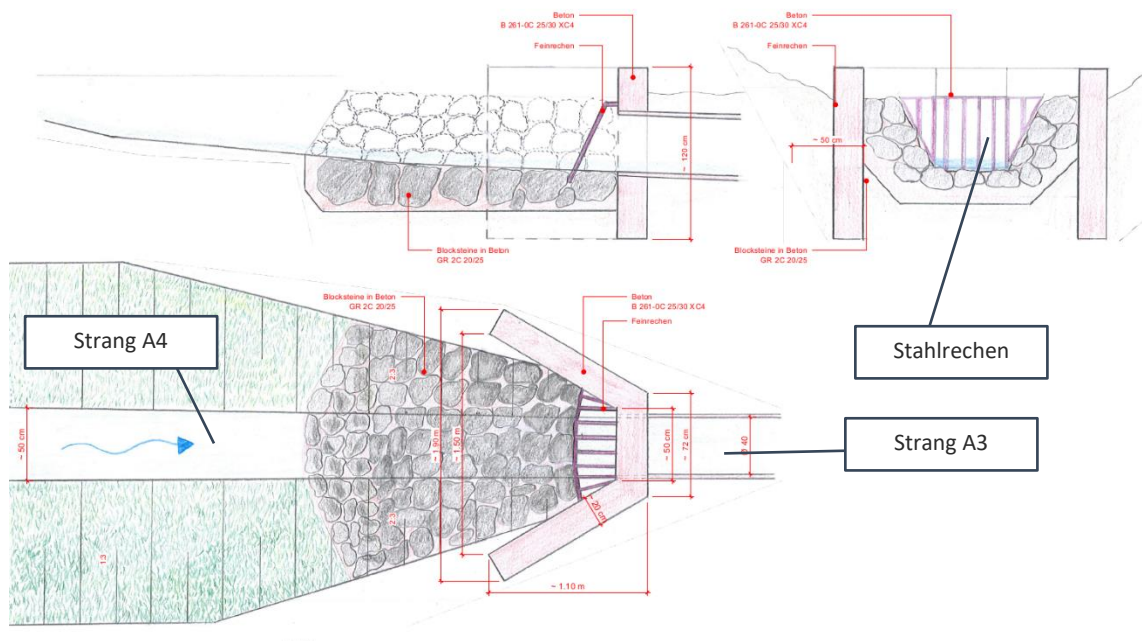 Beton
B 261-0C 25/30 XC4
Feinrechen
~ 120 cm
Blocksteine in Beton
GR 2C 20/25
Beton
B 261-0C 25/30 XC4
Feinrechen
~ 50 cm
Blocksteine in Beton
GR 2C 20/25
Stahlrechen
Strang A4
~ 50 cm
1:3
Blocksteine in Beton
GR 2C 20/25
2:3
2:3
~ 1.90 m
~ 1.50 m
Beton
B 261-0C 25/30 XC4
Feinrechen
~ 50 cm
~ 72 cm
~ 20 cm
~ 1.10 m
Ø 40
Strang A3